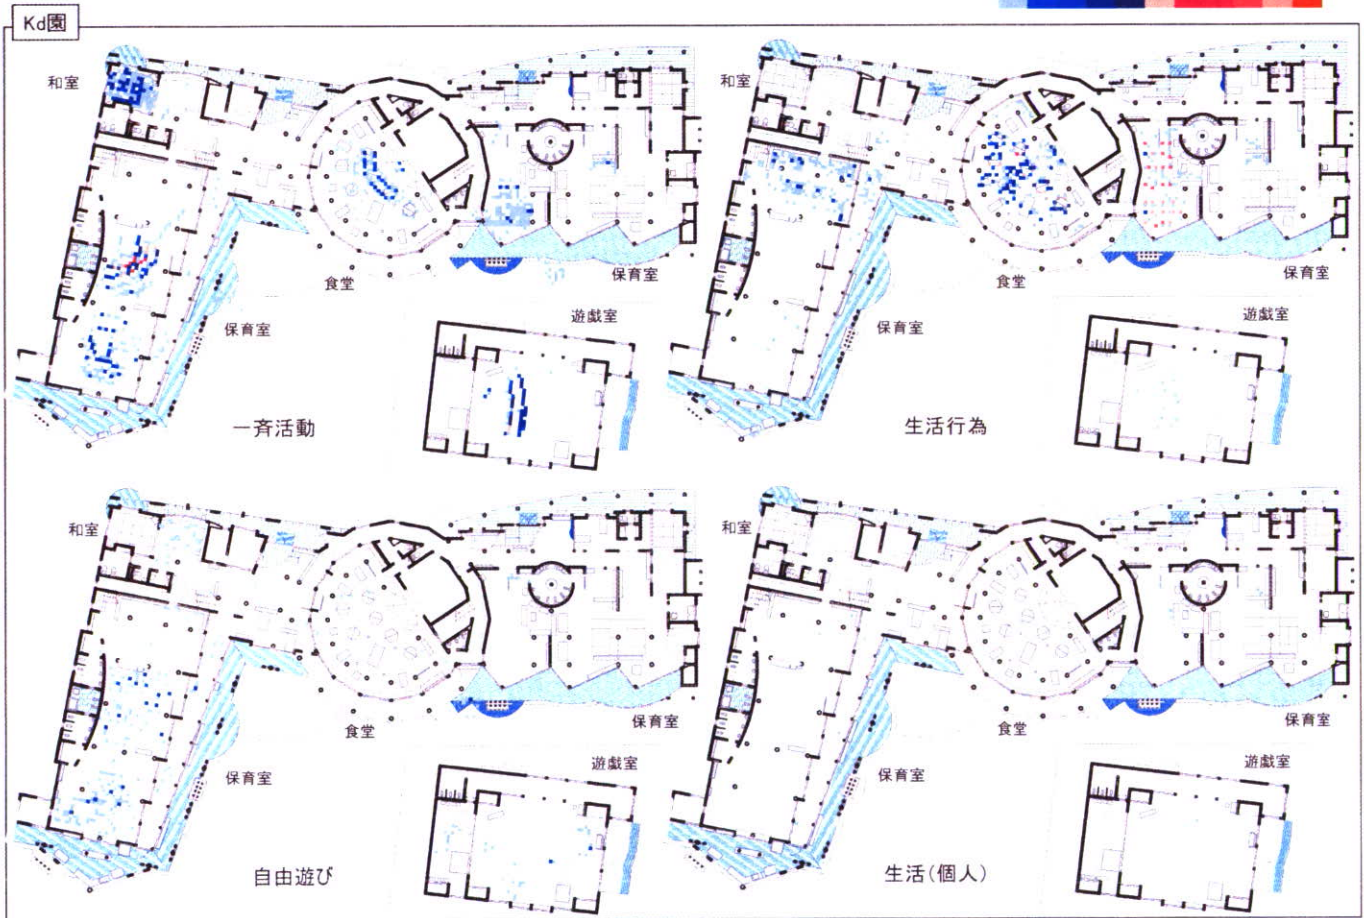 Kd園
和室
食堂
保育室
保育室
遊戯室
一斉活動
和室
食堂
保育室
保育室
遊戯室
生活行為
和室
食堂
保育室
保育室
遊戯室
自由遊び
和室
食堂
保育室
保育室
遊戯室
生活(個人)